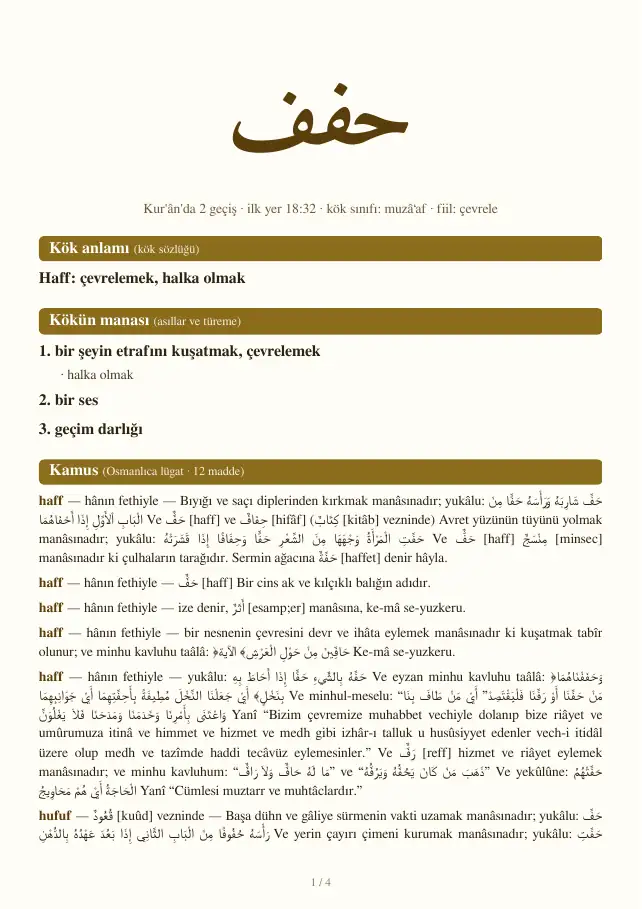 حفف
Kur'ân'da 2 geçiş · ilk yer 18:32 · kök sınıfı: muzâ'af · fiil: çevrele
Kök anlamı (kök sözlüğü)
Haff: çevrelemek, halka olmak
Kökün manası (asıllar ve türeme)
1. bir şeyin etrafını kuşatmak, çevrelemek
· halka olmak
2. bir ses
3. geçim darlığı
Kamus (Osmanlıca lügat · 12 madde)
haff — hânın fethiyle — Bıyığı ve saçı diplerinden kırkmak manâsınadır; yukâlu: حَفَّ شَارِبَهُ وَرَأْسَهُ حَفًّا مِنَ
الْبَابِ اْلأَوَّلِ إِذَا أَحْفَاهُمَا Ve حَفٌّ [haff] ve حِفَافٌ [hifâf] (كِتَابٌ [kitâb] vezninde) Avret yüzünün tüyünü yolmak
manâsınadır; yukâlu: حَفَّتِ الْمَرْأَةُ وَجْهَهَا مِنَ الشَّعْرِ حَفًّا وَحِفَافًا إِذَا قَشَرَتْهُ Ve حَفٌّ [haff] مِنْسَجٌ [minsec]
manâsınadır ki çulhaların tarağıdır. Sermin ağacına حَفَّةٌ [haffet] denir hâyla.
haff — hânın fethiyle — حَفٌّ [haff] Bir cins ak ve kılçıklı balığın adıdır.
haff — hânın fethiyle — ize denir, أَثَرٌ [esamp;er] manâsına, ke-mâ se-yuzkeru.
haff — hânın fethiyle — bir nesnenin çevresini devr ve ihâta eylemek manâsınadır ki kuşatmak tabîr
olunur; ve minhu kavluhu taâlâ: ﴿حَافِّينَ مِنْ حَوْلِ الْعَرْشِ﴾ اَلآية Ke-mâ se-yuzkeru.
haff — hânın fethiyle — yukâlu: حَفَّهُ بِالشَّيْءِ حَفًّا إِذَا أَحَاطَ بِهِ Ve eyzan minhu kavluhu taâlâ: ﴿وَحَفَفْنَاهُمَا
بِنَخْلٍ﴾ أَيْ جَعَلْنَا النَّخْلَ مُطِيفَةً بِأَحِفَّتِهِمَا أَيْ جَوَانِبِهِمَا Ve minhul-meselu: “مَنْ حَفَّنَا أَوْ رَفَّنَا فَلْيَقْتَصِدْ” أَيْ مَنْ طَافَ بِنَا
وَاعْتَنَى بِأَمْرِنَا وَخَدَمَنَا وَمَدَحَنَا فَلاَ يَغْلُوَنَّ Yanî “Bizim çevremize muhabbet vechiyle dolanıp bize riâyet ve
umûrumuza itinâ ve himmet ve hizmet ve medh gibi izhâr-ı talluk u husûsiyyet edenler vech-i itidâl
üzere olup medh ve tazîmde haddi tecâvüz eylemesinler.” Ve رَفٌّ [reff] hizmet ve riâyet eylemek
manâsınadır; ve minhu kavluhum: “مَا لَهُ حَافٌّ وَلاَ رَافٌّ” ve “ذَهَبَ مَنْ كَانَ يَحُفُّهُ وَيَرُفُّهُ” Ve yekûlûne: حَفَّتْهُمُ
الْحَاجَةُ أَيْ هُمْ مَحَاوِيجُ Yanî “Cümlesi muztarr ve muhtâclardır.”
hufuf — قُعُودٌ [kuûd] vezninde — Başa dühn ve gâliye sürmenin vakti uzamak manâsınadır; yukâlu: حَفَّ
رَأْسُهُ حُفُوفًا مِنَ الْبَابِ الثَّانِي إِذَا بَعُدَ عَهْدُهُ بِالدُّهْنِ Ve yerin çayırı çimeni kurumak manâsınadır; yukâlu: حَفَّتِ
1 / 4